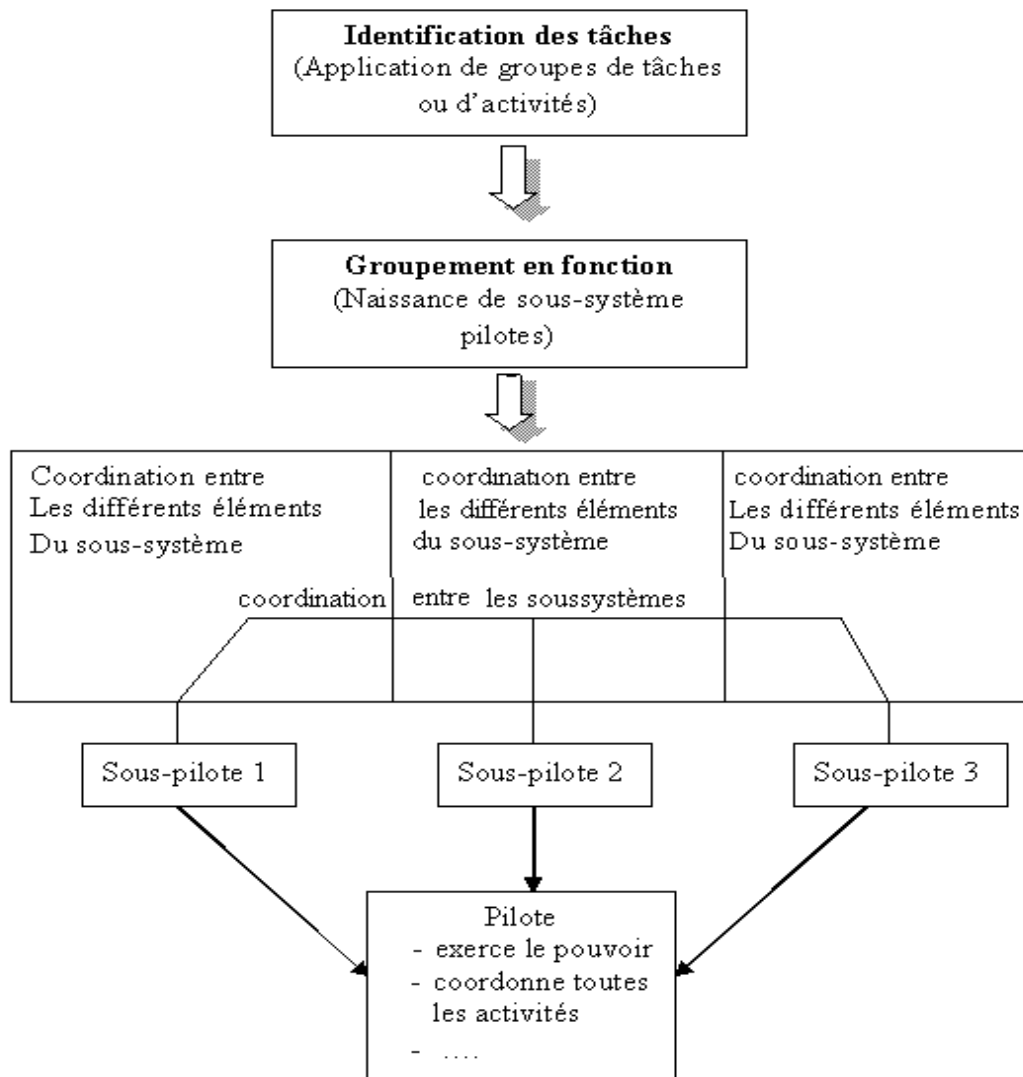 Identification des tâches
(Application de groupes de tâches
ou d'activités)
Groupement en fonction
(Naissance de sous-système
pilotes)
Coordination entre
Les différents éléments
Du sous-système
coordination entre
les différents éléments
du sous-système
coordination entre
Les différents éléments
Du sous-système
coordination entre les soussystèmes
Sous-pilote 1
Sous-pilote 2
Sous-pilote 3
Pilote
- exerce le pouvoir
- coordonne toutes
les activités
- ....